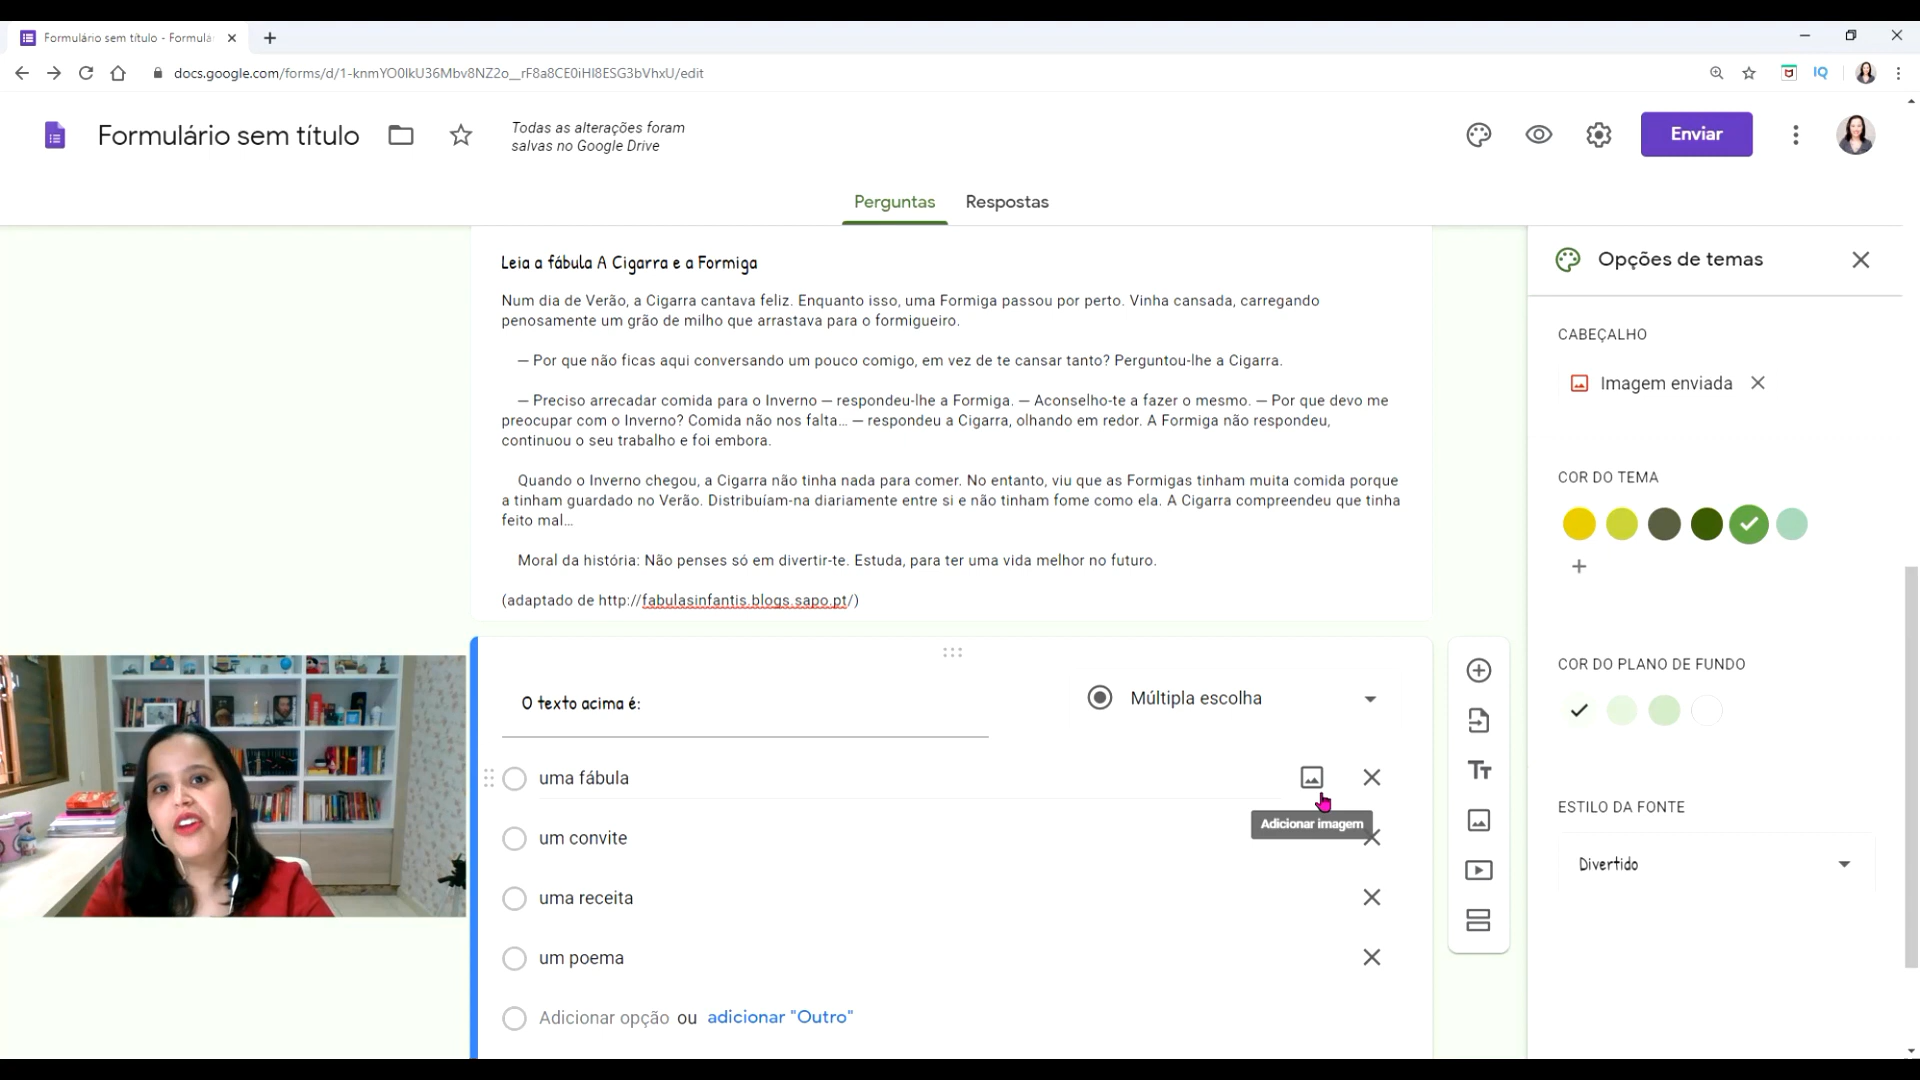 Formulário sem título - Formula
docs.google.com/forms/d/1-knmYO0lkU36Mbv8NZ2o__rF8a8CE0iHI8ESG3bVhxU/edit
IQ
Formulário sem título
Todas as alterações foram
salvas no Google Drive
Enviar
Perguntas
Respostas
Leia a fábula A Cigarra e a Formiga
Num dia de Verão, a Cigarra cantava feliz. Enquanto isso, uma Formiga passou por perto. Vinha cansada, carregando
penosamente um grão de milho que arrastava para o formigueiro.
— Por que não ficas aqui conversando um pouco comigo, em vez de te cansar tanto? Perguntou-lhe a Cigarra.
— Preciso arrecadar comida para o Inverno — respondeu-lhe a Formiga. — Aconselho-te a fazer o mesmo. — Por que devo me
preocupar com o Inverno? Comida não nos falta... — respondeu a Cigarra, olhando em redor. A Formiga não respondeu,
continuou o seu trabalho e foi embora.
Quando o Inverno chegou, a Cigarra não tinha nada para comer. No entanto, viu que as Formigas tinham muita comida porque
a tinham guardado no Verão. Distribuíam-na diariamente entre si e não tinham fome como ela. A Cigarra compreendeu que tinha
feito mal...
Moral da história: Não penses só em divertir-te. Estuda, para ter uma vida melhor no futuro.
(adaptado de http://fabulasinfantis.blogs.sapo.pt/)
O texto acima é:
Múltipla escolha
uma fábula
Adicionar imagem
um convite
uma receita
um poema
Adicionar opção ou adicionar "Outro"
Tт
Opções de temas
CABEÇALHO
Imagem enviada
COR DO TEMA
COR DO PLANO DE FUNDO
ESTILO DA FONTE
Divertido